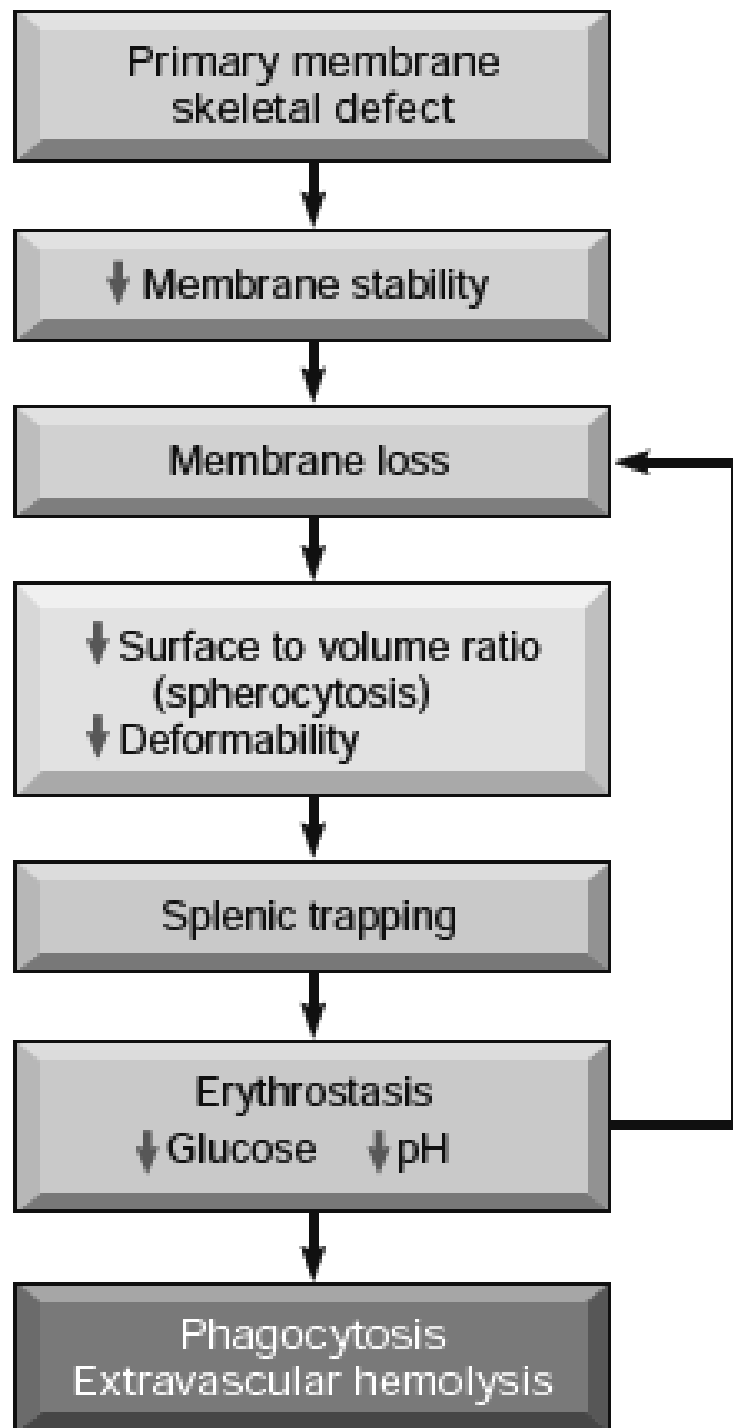 Primary membrane
skeletal defect
↓ Membrane stability
Membrane loss
↓ Surface to volume ratio
(spherocytosis)
↓ Deformability
Splenic trapping
Erythrostasis
↓ Glucose ↓ pH
Phagocytosis
Extravascular hemolysis